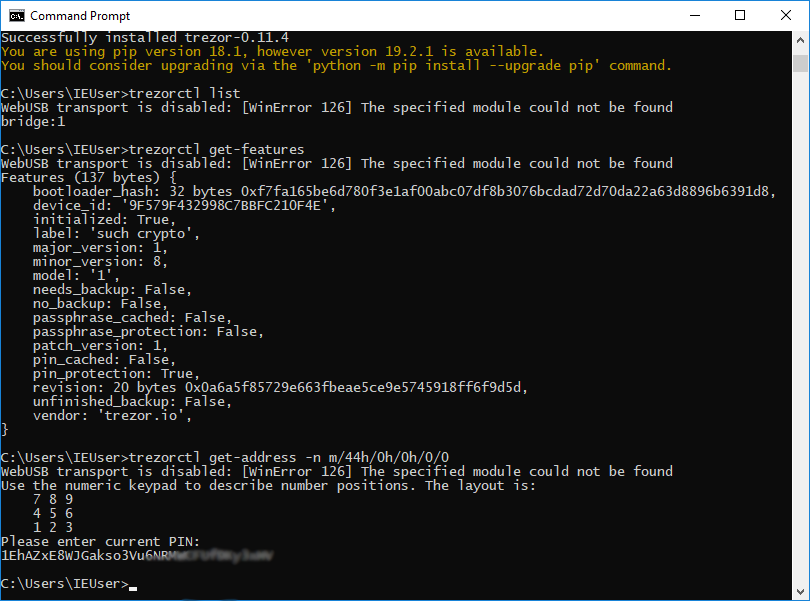 Command Prompt
Successfully installed trezor-0.11.4
You are using pip version 18.1, however version 19.2.1 is available.
You should consider upgrading via the 'python -m pip install --upgrade pip' command.
C:\Users\IEUser>trezorctl list
WebUSB transport is disabled: [WinError 126] The specified module could not be found
bridge:1
C:\Users\IEUser>trezorctl get-features
WebUSB transport is disabled: [WinError 126] The specified module could not be found
Features (137 bytes) {
    bootloader_hash: 32 bytes 0xf7fa165be6d780f3e1af00abc07df8b3076bcdad72d70da22a63d8896b6391d8,
    device_id: '9F579F432998C7BBFC210F4E',
    initialized: True,
    label: 'such crypto',
    major_version: 1,
    minor_version: 8,
    model: '1',
    needs_backup: False,
    no_backup: False,
    passphrase_cached: False,
    passphrase_protection: False,
    patch_version: 1,
    pin_cached: False,
    pin_protection: True,
    revision: 20 bytes 0x0a6a5f85729e663fbeae5ce9e5745918ff6f9d5d,
    unfinished_backup: False,
    vendor: 'trezor.io',
}
C:\Users\IEUser>trezorctl get-address -n m/44h/0h/0h/0/0
WebUSB transport is disabled: [WinError 126] The specified module could not be found
Use the numeric keypad to describe number positions. The layout is:
    7 8 9
    4 5 6
    1 2 3
Please enter current PIN:
1EhAZxE8WJGakso3Vu6NRM
C:\Users\IEUser>